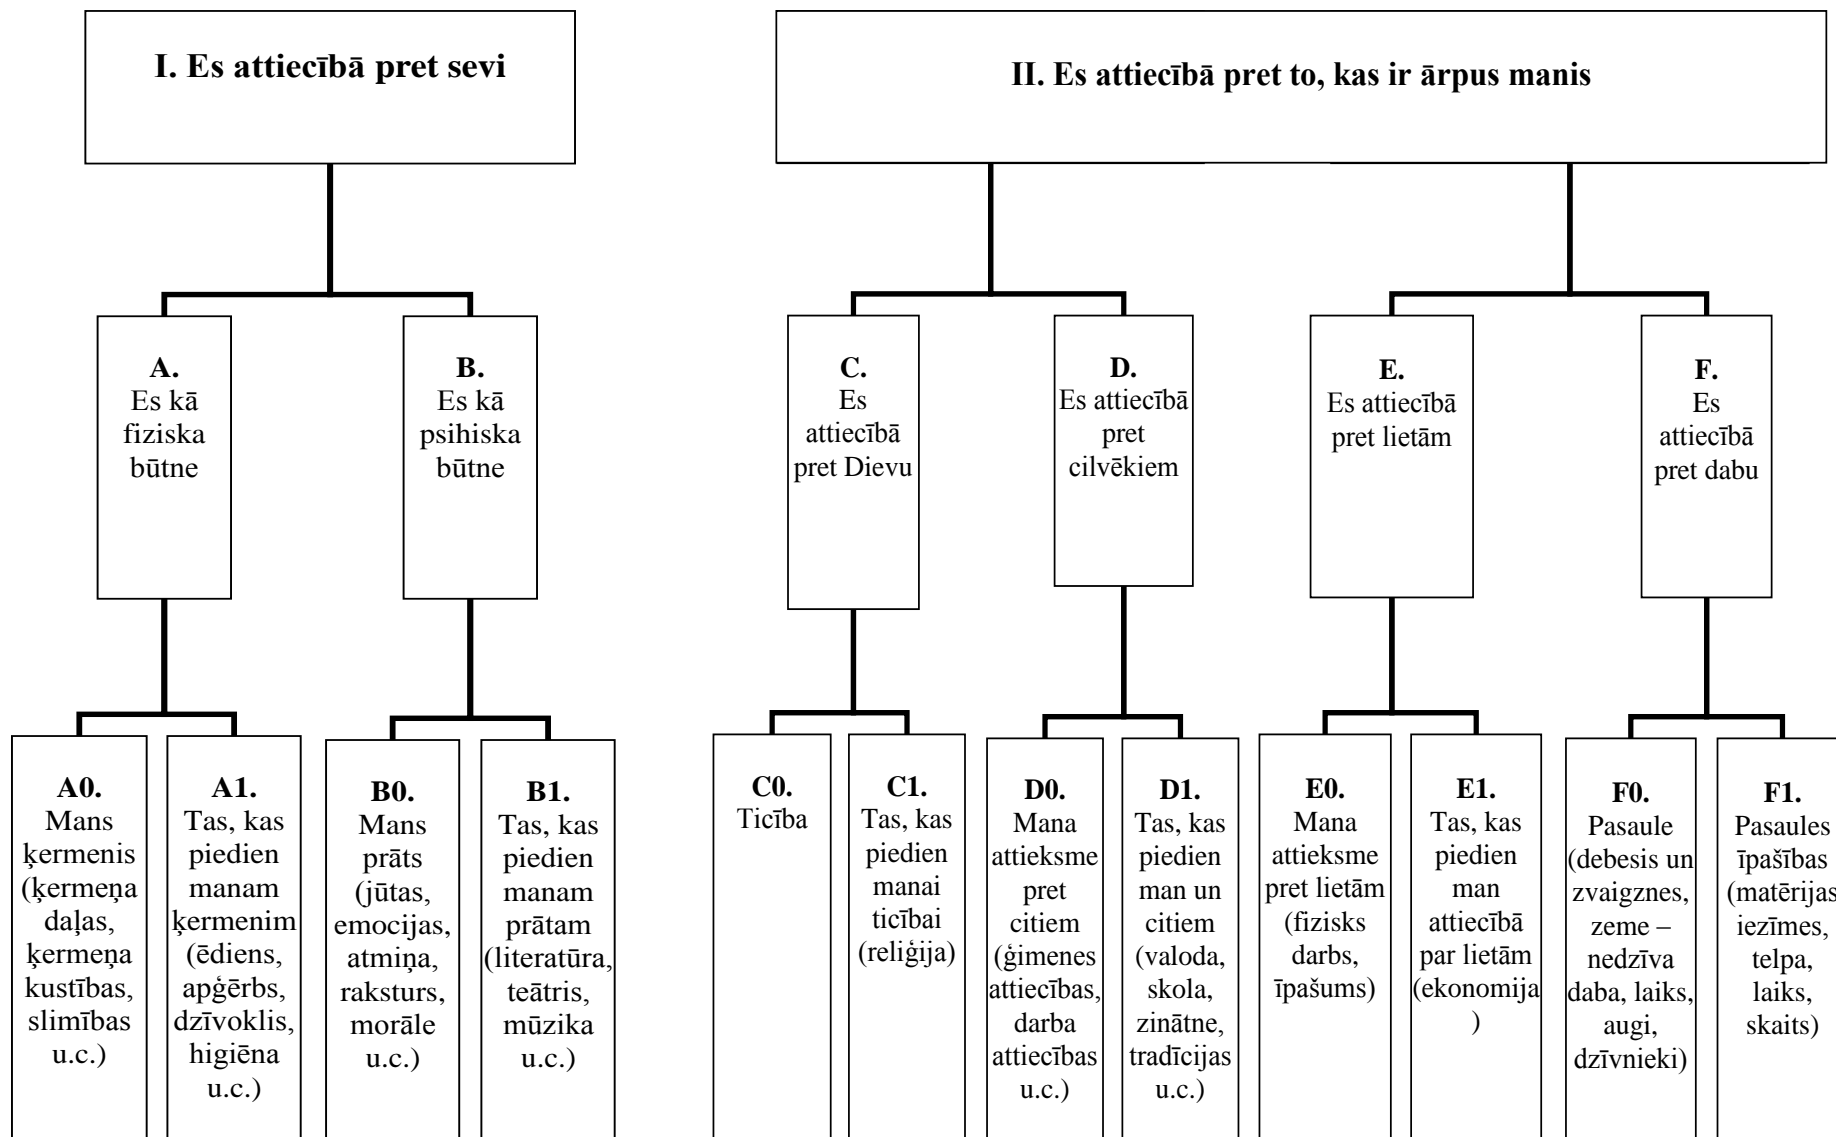 I. Es attiecībā pret sevi
II. Es attiecībā pret to, kas ir ārpus manis
A.
Es kā
fiziska
būtne
B.
Es kā
psihiska
būtne
C.
Es
attiecībā
pret Dievu
D.
Es attiecībā
pret
cilvēkiem
E.
Es attiecībā
pret lietām
F.
Es
attiecībā
pret dabu
A0.
Mans
ķermenis
(ķermeņa
daļas,
ķermeņa
kustības,
slimības
u.c.)
A1.
Tas, kas
piedien
manam
ķermenim
(ēdiens,
apģērbs,
dzīvoklis,
higiēna
u.c.)
B0.
Mans
prāts
(jūtas,
emocijas,
atmiņa,
raksturs,
morāle
u.c.)
B1.
Tas, kas
piedien
manam
prātam
(literatūra,
teātris,
mūzika
u.c.)
C0.
Ticība
C1.
Tas, kas
piedien
manai
ticībai
(reliģija)
D0.
Mana
attieksme
pret
citiem
(ģimenes
attiecības,
darba
attiecības
u.c.)
D1.
Tas, kas
piedien
man un
citiem
(valoda,
skola,
zinātne,
tradīcijas
u.c.)
E0.
Mana
attieksme
pret lietām
(fizisks
darbs,
īpašums)
E1.
Tas, kas
piedien
man
attiecībā
par lietām
(ekonomija
)
F0.
Pasaule
(debesis un
zvaigznes,
zeme –
nedzīva
daba, laiks,
augi,
dzīvnieki)
F1.
Pasaules
īpašības
(matērijas
iezīmes,
telpa,
laiks,
skaits)